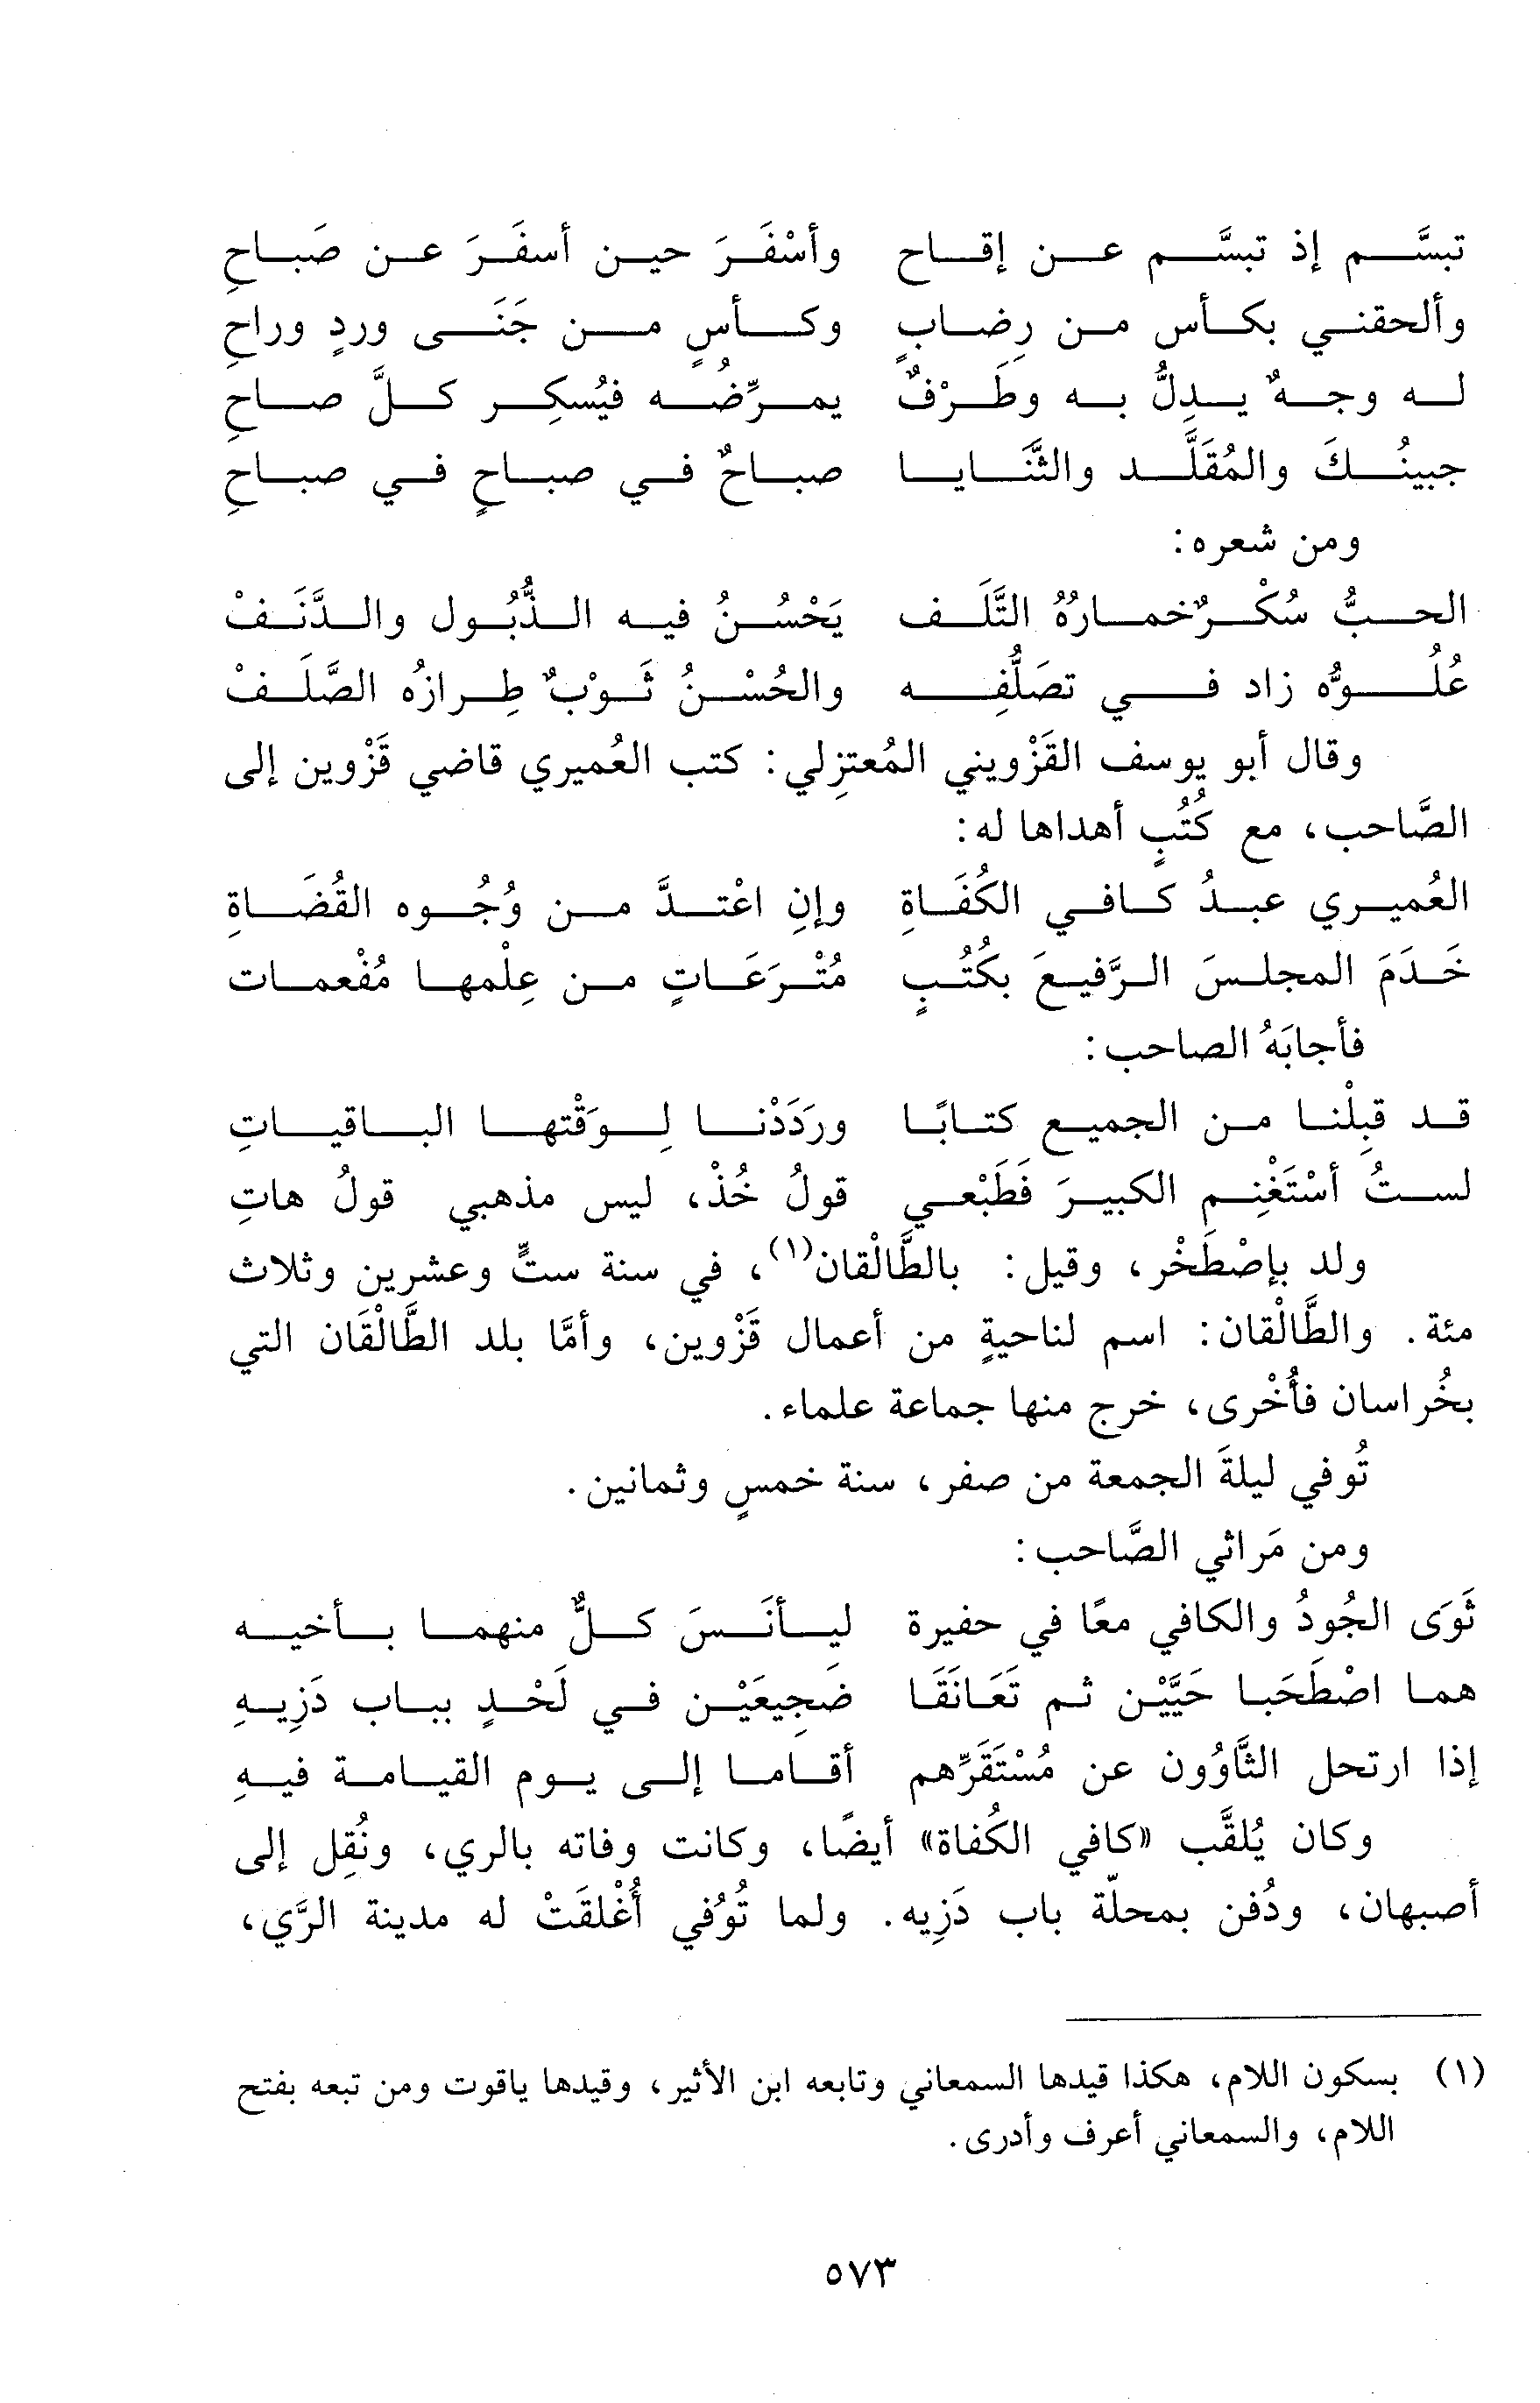 تبسَّم إذ تبسَّم عن إقاح وأسْفَرَ حين أسفَرَ عن صَباحِ
وألحقني بكأس من رِضابٍ وكأسٍ من جَنَى وردٍ وراحِ
له وجهٌ يدِلُّ به وطَرْفٌ يمرِّضُه فيُسكِر كلَّ صاحِ
جبينُكَ والمُقَلَّد والثَّنَايا صباحٌ في صباحٍ في صباحِ
ومن شعره:
الحبُّ سُكْرٌ خمارُهُ التَّلَف يَحْسُنُ فيه الذُّبُول والدَّنَفْ
عُلُوُّه زاد في تصَلُّفِه والحُسْنُ ثَوْبٌ طِرازُه الصَّلَفْ
وقال أبو يوسف القَزْويني المُعتزِلي: كتب العُميري قاضي قَزْوين إلى
الصَّاحب، مع كُتُبٍ أهداها له:
العُميري عبدُ كافي الكُفَاةِ وإنِ اعْتدَّ من وُجُوه القُضَاةِ
خَدَمَ المجلسَ الرَّفيعَ بكُتُبٍ مُتْرَعَاتٍ من عِلْمها مُفْعمات
فأجابَهُ الصاحب:
قد قبِلْنا من الجميع كتابًا وردَدْنا لِوَقْتها الباقياتِ
لستُ أسْتَغْنِم الكبيرَ فَطَبْعي قولُ خُذْ، ليس مذهبي قولُ هاتِ
ولد بإصْطَخْر، وقيل: بالطَّالْقان(١)، في سنة ستٍّ وعشرين وثلاث
مئة. والطَّالْقان: اسم لناحيةٍ من أعمال قَزْوين، وأمَّا بلد الطَّالْقَان التي
بخُراسان فأُخْرى، خرج منها جماعة علماء.
تُوفي ليلةَ الجمعة من صفر، سنة خمسٍ وثمانين.
ومن مَراثي الصَّاحب:
ثَوَى الجُودُ والكافي معًا في حفيرة ليأنَسَ كلٌّ منهما بأخيه
هما اصْطَحَبا حَيَّيْن ثم تَعَانَقَا ضَجِيعَيْن في لَحْدٍ بباب دَزِيهِ
إذا ارتحل الثَّاوُون عن مُسْتَقَرِّهم أقاما إلى يوم القيامة فيهِ
وكان يُلقَّب «كافي الكُفاة» أيضًا، وكانت وفاته بالري، ونُقِل إلى
أصبهان، ودُفن بمحلّة باب دَزِيه. ولما تُوُفي أُغْلقَتْ له مدينة الرَّي،
(١) بسكون اللام، هكذا قيدها السمعاني وتابعه ابن الأثير، وقيدها ياقوت ومن تبعه بفتح
اللام، والسمعاني أعرف وأدرى.
٥٧٣